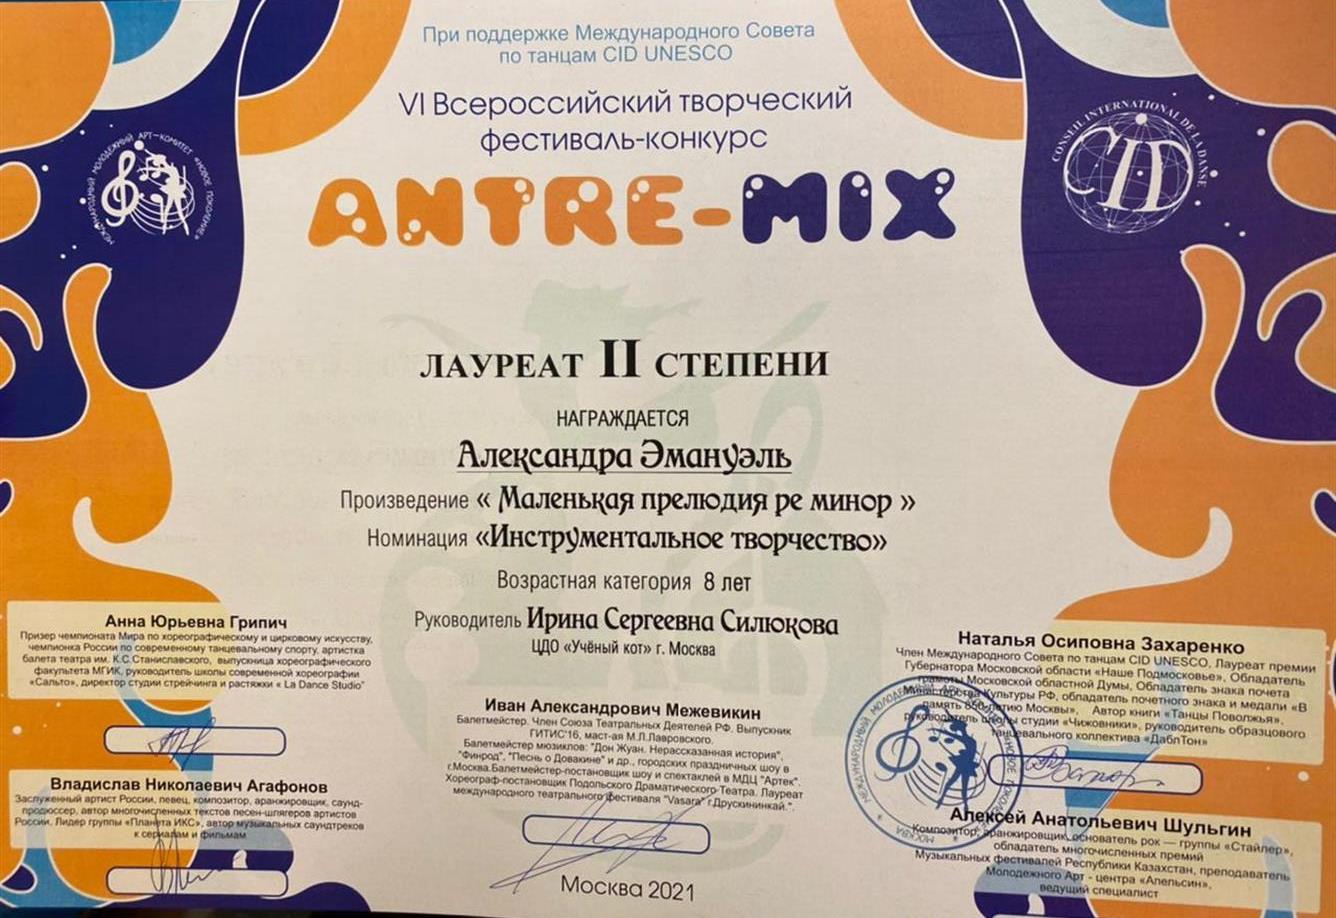 При поддержке Международного Совета
по танцам CID UNESCO
VI Всероссийский творческий
фестиваль-конкурс
ANTRE-MIX
МЕЖДУНАРОДНЫЙ МОЛОДЕЖНЫЙ АРТ-КОМИТЕТ «НОВОЕ ПОКОЛЕНИЕ»
CONSEIL INTERNATIONAL DE LA DANSE
CID
ЛАУРЕАТ II СТЕПЕНИ
НАГРАЖДАЕТСЯ
Александра Эмануэль
Произведение « Маленькая прелюдия ре минор »
Номинация «Инструментальное творчество»
Возрастная категория 8 лет
Руководитель Ирина Сергеевна Силюкова
ЦДО «Учёный кот» г. Москва
Анна Юрьевна Грипич
Призер чемпионата Мира по хореографическому и цирковому искусству,
чемпионка России по современному танцевальному спорту, артистка
балета театра им. К.С.Станиславского, выпускница хореографического
факультета МГИК, руководитель школы современной хореографии
«Сальто», директор студии стрейчинга и растяжки « La Dance Studio"
Владислав Николаевич Агафонов
Заслуженный артист России, певец, композитор, аранжировщик, саунд-
продюссер, автор многочисленных текстов песен-шлягеров артистов
России. Лидер группы «Планета ИКС», автор музыкальных саундтреков
к сериалам и фильмам
Иван Александрович Межевикин
Балетмейстер. Член Союза Театральных Деятелей РФ. Выпускник
ГИТИС'16, маст-ая М.Л.Лавровского.
Балетмейстер мюзиклов: "Дон Жуан. Нерассказанная история",
"Финрод", "Песнь о Довакине" и др., городских праздничных шоу в
г.Москва.Балетмейстер-постановщик шоу и спектаклей в МДЦ "Артек".
Хореограф-постановщик Подольского Драматического Театра. Лауреат
международного театрального фестиваля "Vasara" г.Друскининкай.".
Москва 2021
Наталья Осиповна Захаренко
Член Международного Совета по танцам CID UNESCO, Лауреат премии
Губернатора Московской области «Наше Подмосковье», Обладатель
грамоты Московской областной Думы, Обладатель знака почета
Министерства Культуры РФ, обладатель почетного знака и медали «В
память 850-летию Москвы», Автор книги «Танцы Поволжья»,
руководитель школы студии «Чижовники», руководитель образцового
танцевального коллектива «ДаблТон»
Алексей Анатольевич Шульгин
Композитор, аранжировщик, основатель рок — группы «Стайлер»,
обладатель многочисленных премий
Музыкальных фестивалей Республики Казахстан, преподаватель
Молодежного Арт - центра «Апельсин»,
ведущий специалист